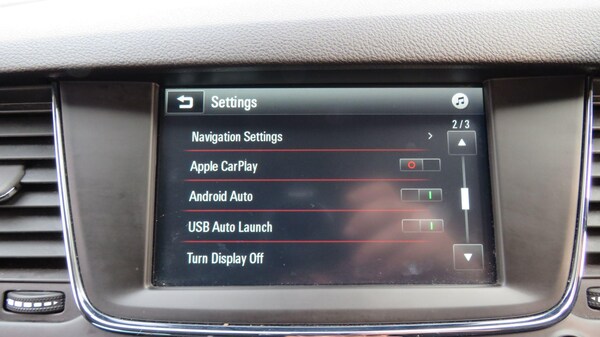 Settings
2/3
Navigation Settings
Apple CarPlay
Android Auto
USB Auto Launch
Turn Display Off